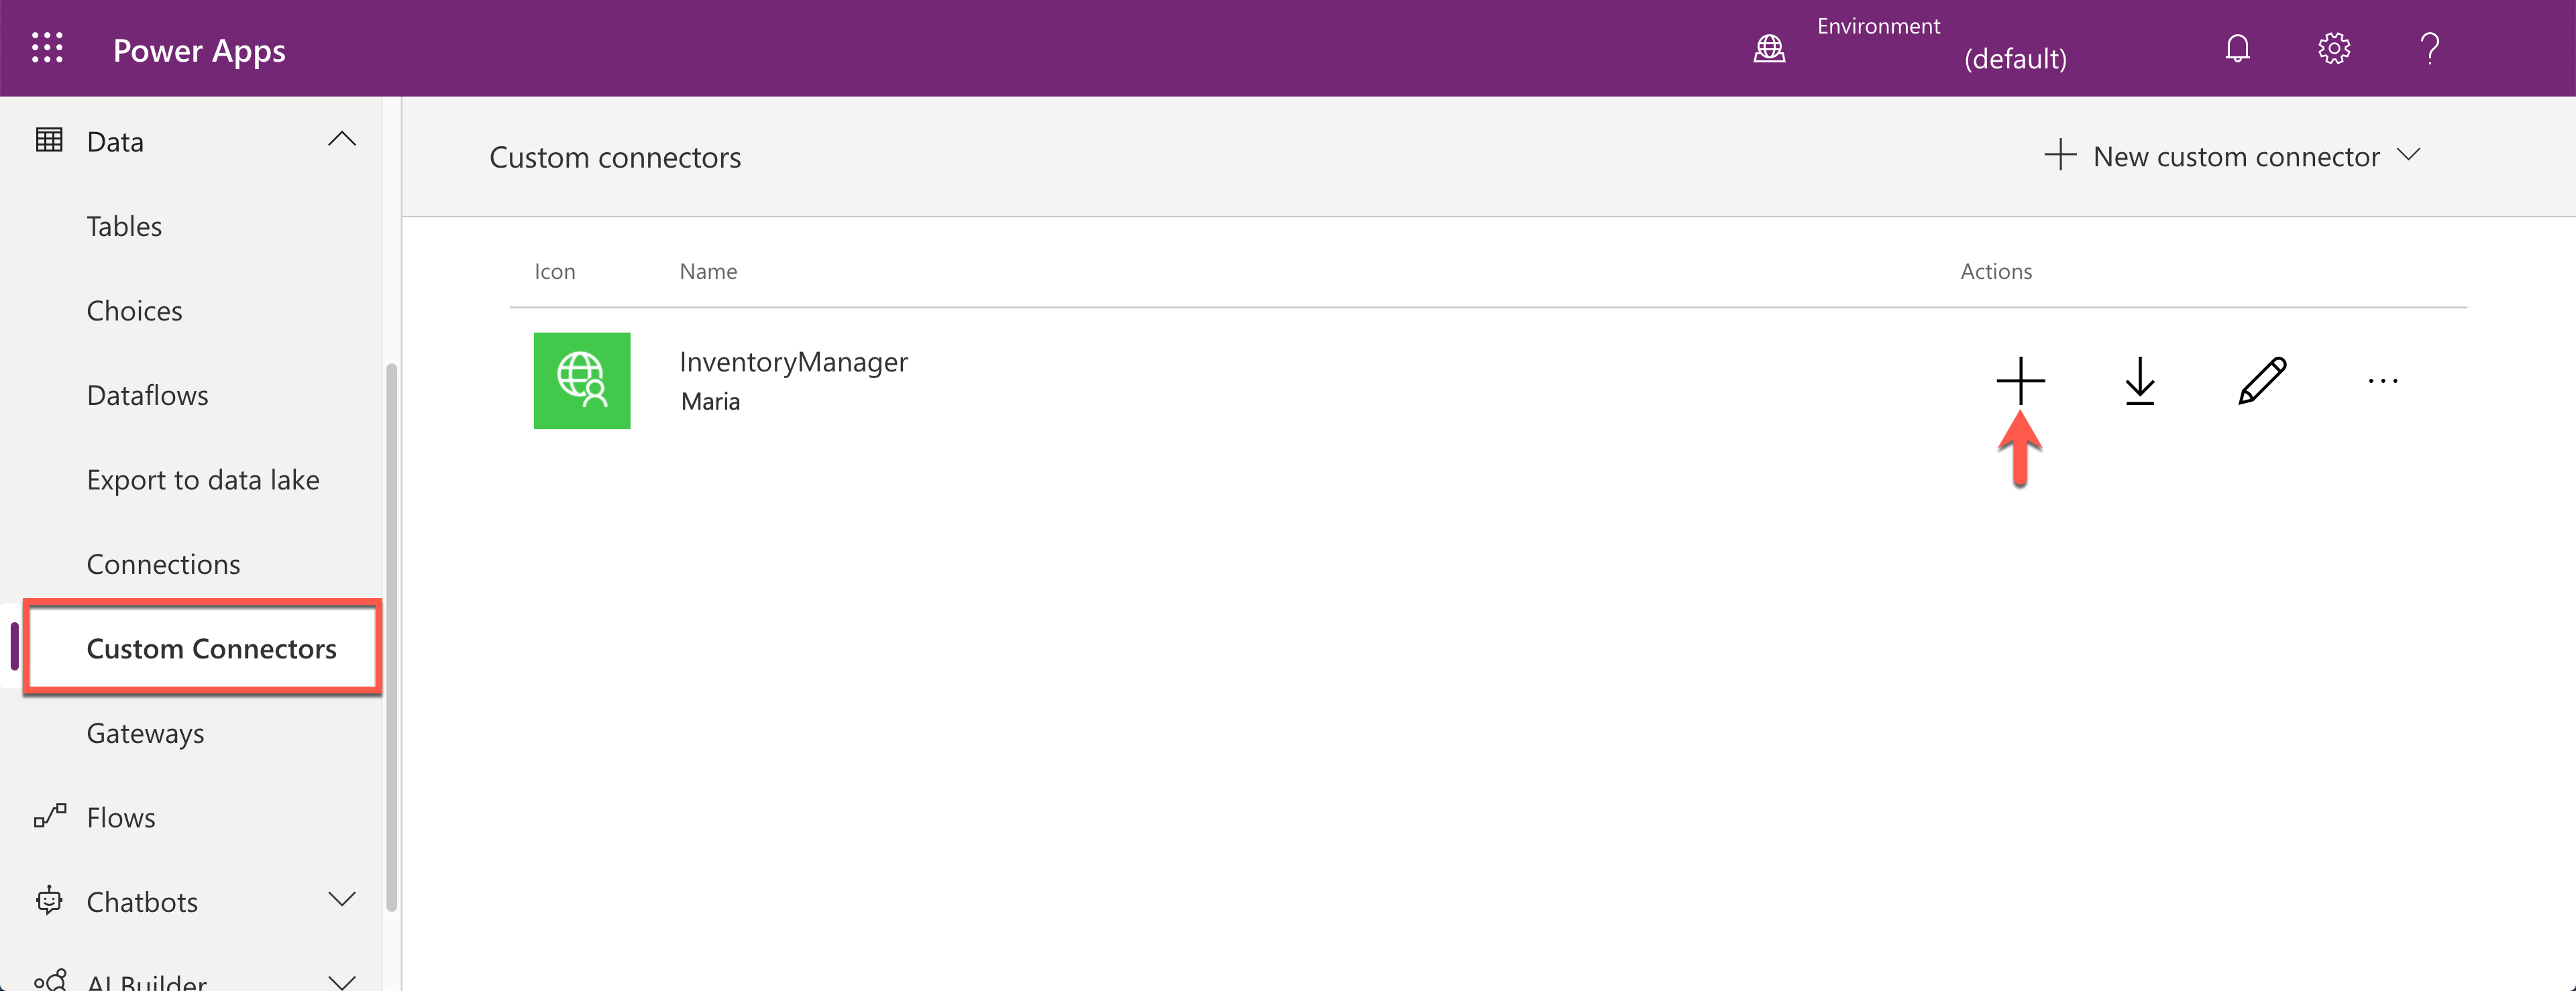 Power Apps
Environment
(default)
Data
Tables
Choices
Dataflows
Export to data lake
Connections
Custom Connectors
Gateways
Flows
Chatbots
AI Builder
Custom connectors
New custom connector
Icon
Name
Actions
InventoryManager
Maria